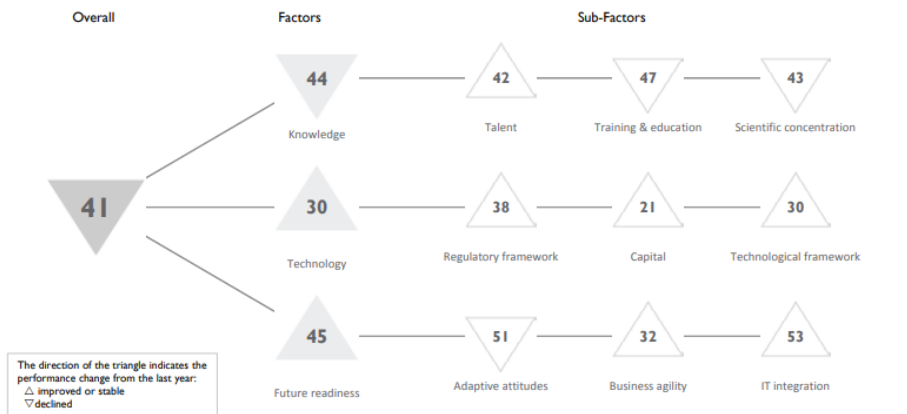 Overall Factors Sub-Factors
44 42 47 43
Knowledge Talent Training & education Scientific concentration
41 30 38 21 30
Technology Regulatory framework Capital Technological framework
45 51 32 53
Future readiness Adaptive attitudes Business agility IT integration
The direction of the triangle indicates the
performance change from the last year:
△ improved or stable
▽ declined